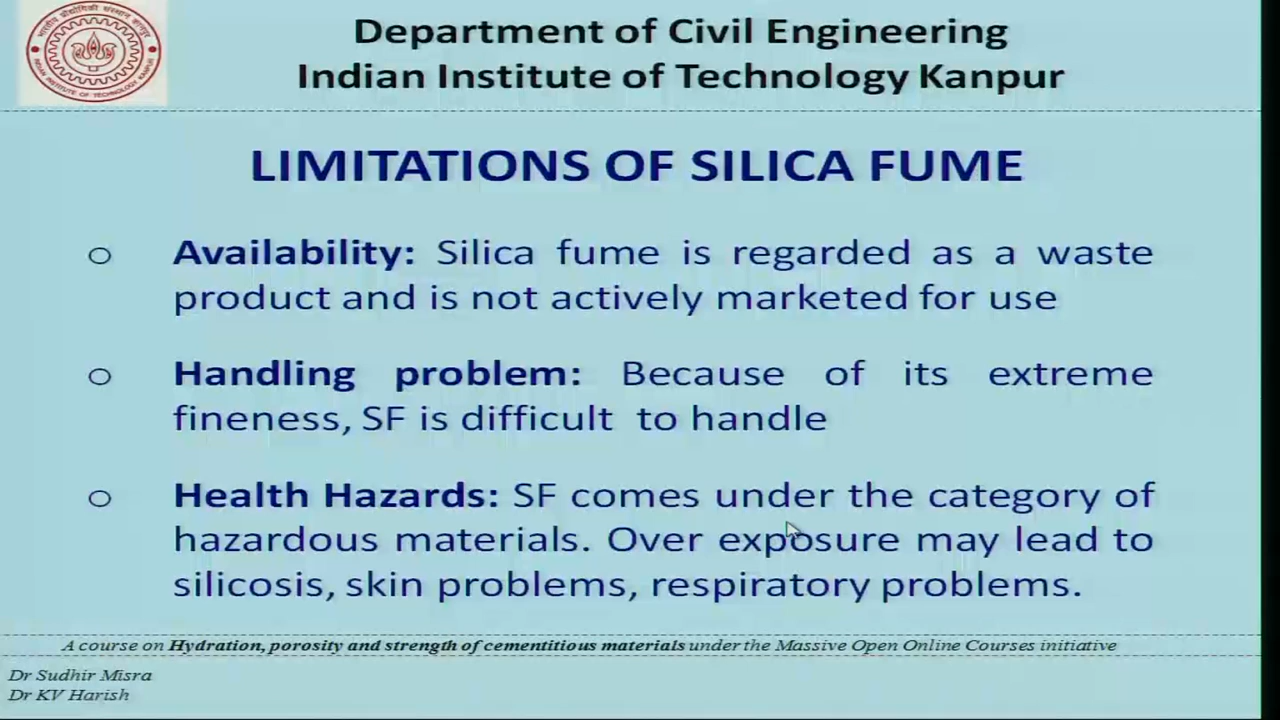 Department of Civil Engineering
Indian Institute of Technology Kanpur
LIMITATIONS OF SILICA FUME
o Availability: Silica fume is regarded as a waste
product and is not actively marketed for use
o Handling problem: Because of its extreme
fineness, SF is difficult to handle
o Health Hazards: SF comes under the category of
hazardous materials. Over exposure may lead to
silicosis, skin problems, respiratory problems.
A course on Hydration, porosity and strength of cementitious materials under the Massive Open Online Courses initiative
Dr Sudhir Misra
Dr KV Harish